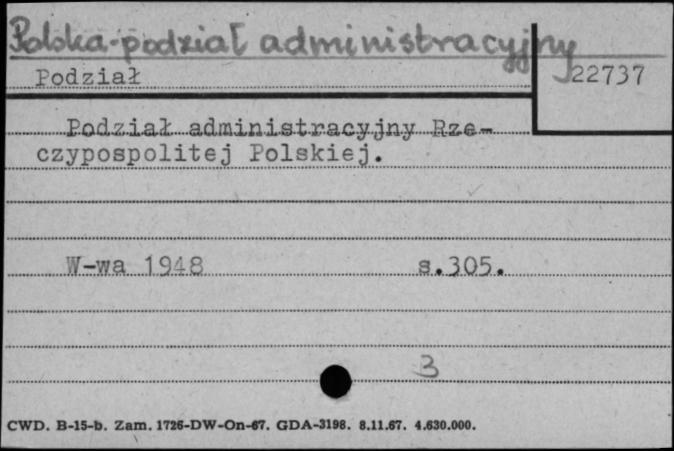 Polska-podział administracyjny
Podział
22737
Podział administracyjny Rze-
czypospolitej Polskiej.
W-wa 1948 s.305.
3
CWD. B-15-b. Zam. 1726-DW-On-67. GDA-3198. 8.11.67. 4.630.000.